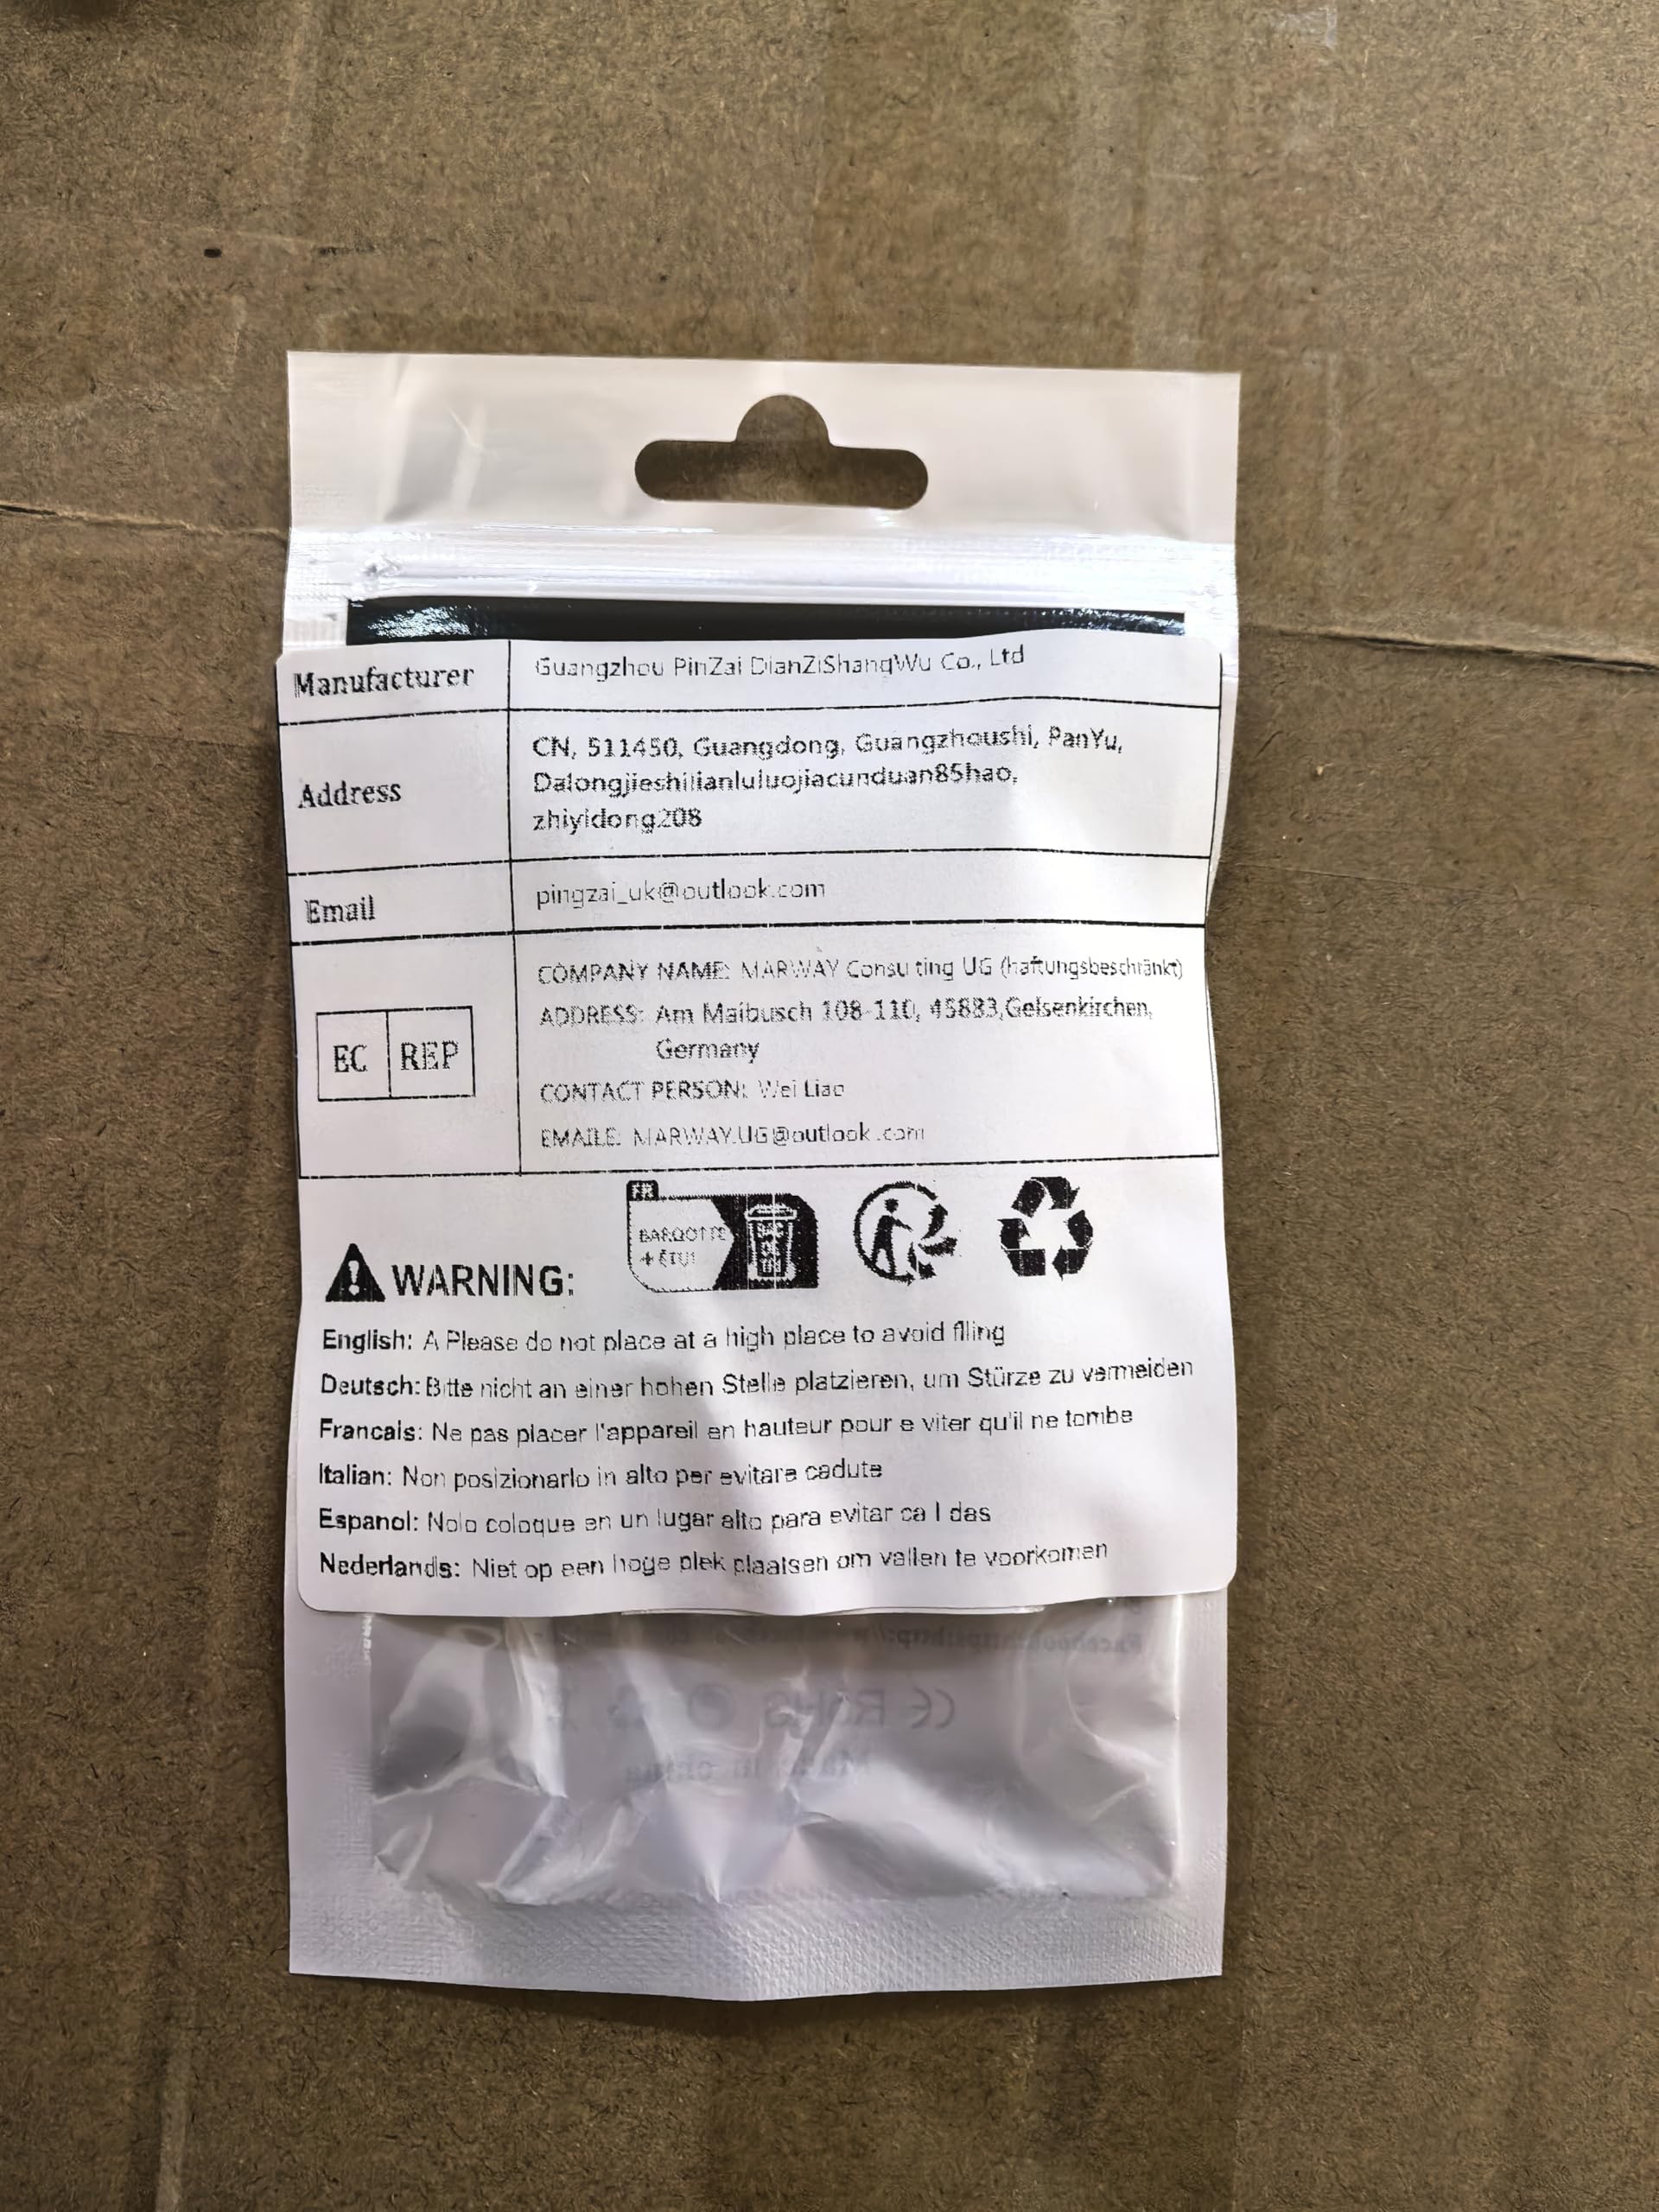 Manufacturer
Guangzhou PinZai DianZiShangWu Co., Ltd
Address
CN, 511450, Guangdong, Guangzhoushi, PanYu,
Dalongjieshilianluluojiacunduan85hao,
zhiyidong208
Email
pingzai_uk@outlook.com
EC REP
COMPANY NAME: MARWAY Consu ting UG (haftungsbeschränkt)
ADDRESS: Am Maibusch 108-110, 45883,Gelsenkirchen,
Germany
CONTACT PERSON: Wei Liao
EMAILE: MARWAY.UG@outlook.com
FR
BARQOTTE
+ ÉTUI
WARNING:
English: A Please do not place at a high place to avoid flling
Deutsch: Bitte nicht an einer hohen Stelle platzieren, um Stürze zu vermeiden
Francais: Ne pas placer l'appareil en hauteur pour e viter qu'il ne tombe
Italian: Non posizionarlo in alto per evitare cadute
Espanol: Nolo coloque en un lugar alto para evitar ca I das
Nederlands: Niet op een hoge plek plaatsen om vallen te voorkomen
CE ROHS